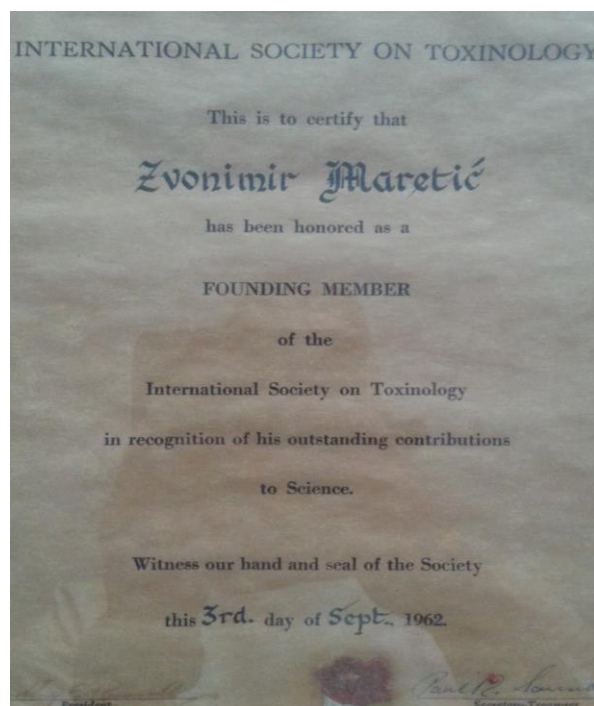 INTERNATIONAL SOCIETY ON TOXINOLOGY
This is to certify that
Zvonimir Maretić
has been honored as a
FOUNDING MEMBER
of the
International Society on Toxinology
in recognition of his outstanding contributions
to Science.
Witness our hand and seal of the Society
this 3rd. day of Sept., 1962.
President